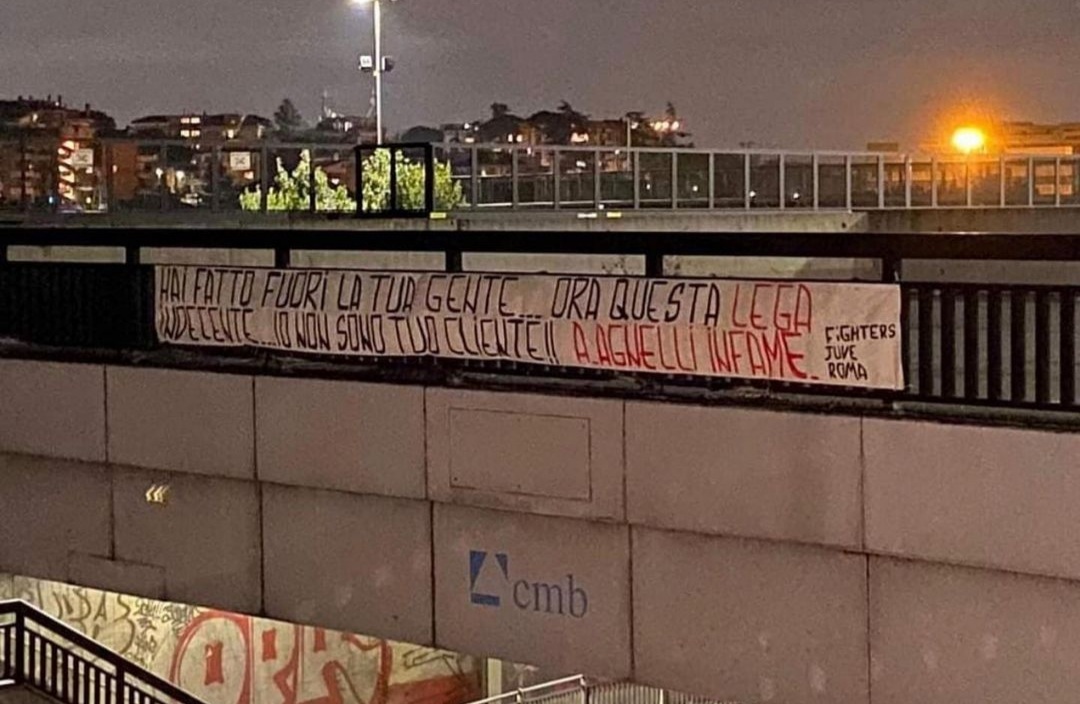 HAI FATTO FUORI LA TUA GENTE... ORA QUESTA LEGA
INDECENTE...IO NON SONO TUO CLIENTE!! A.AGNELLI INFAME_
FIGHTERS
JUVE
ROMA
cmb